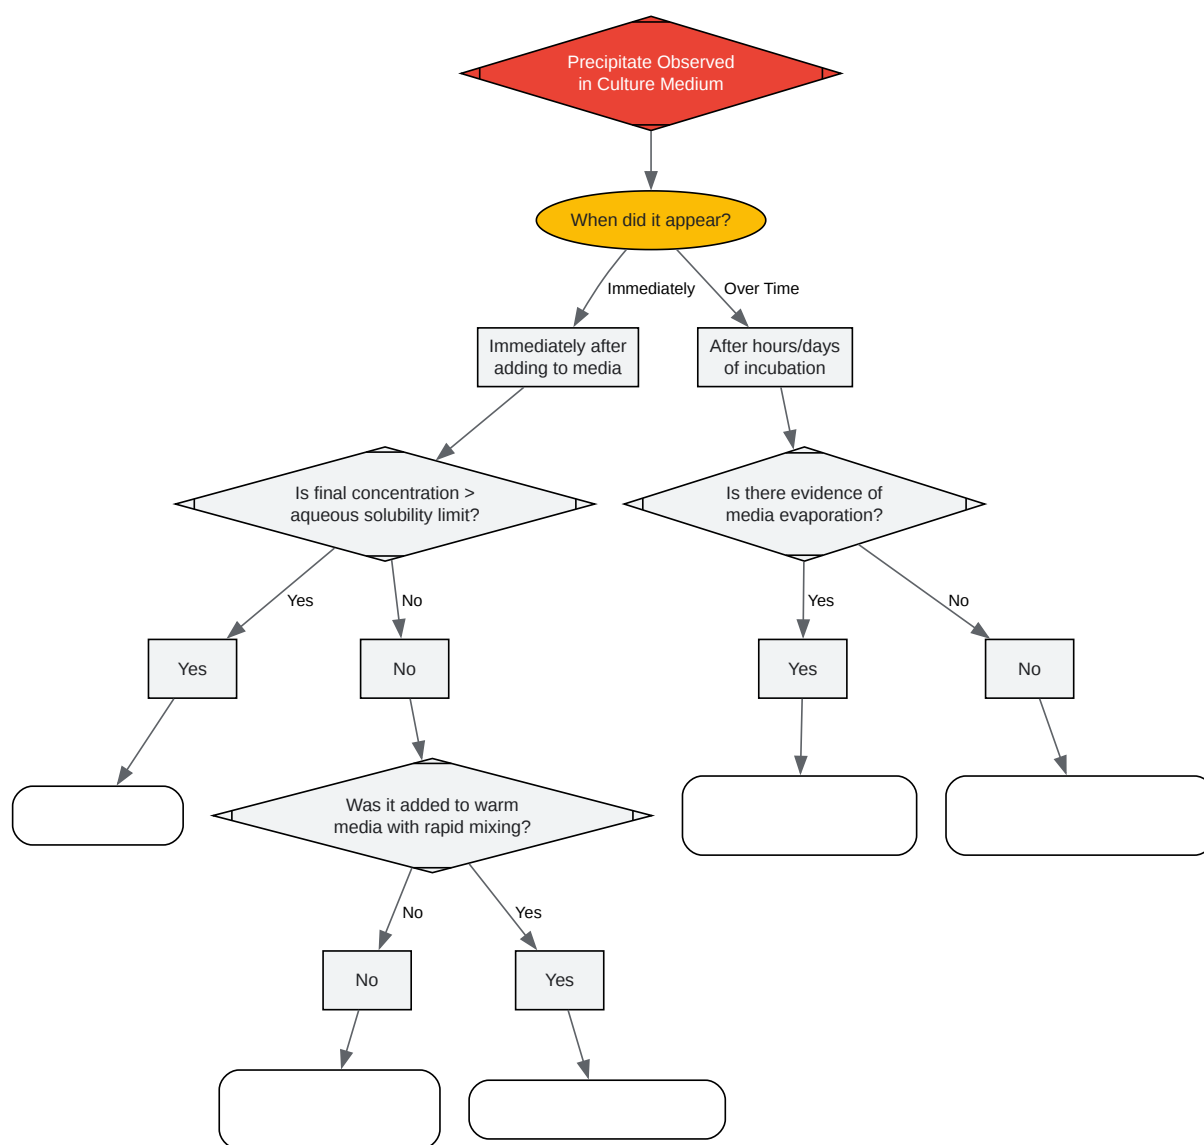 Precipitate Observed
in Culture Medium
When did it appear?
Immediately
Over Time
Immediately after
adding to media
After hours/days
of incubation
Is final concentration >
aqueous solubility limit?
Is there evidence of
media evaporation?
Yes
No
Yes
No
Yes
No
Yes
No
Was it added to warm
media with rapid mixing?
No
Yes
No
Yes